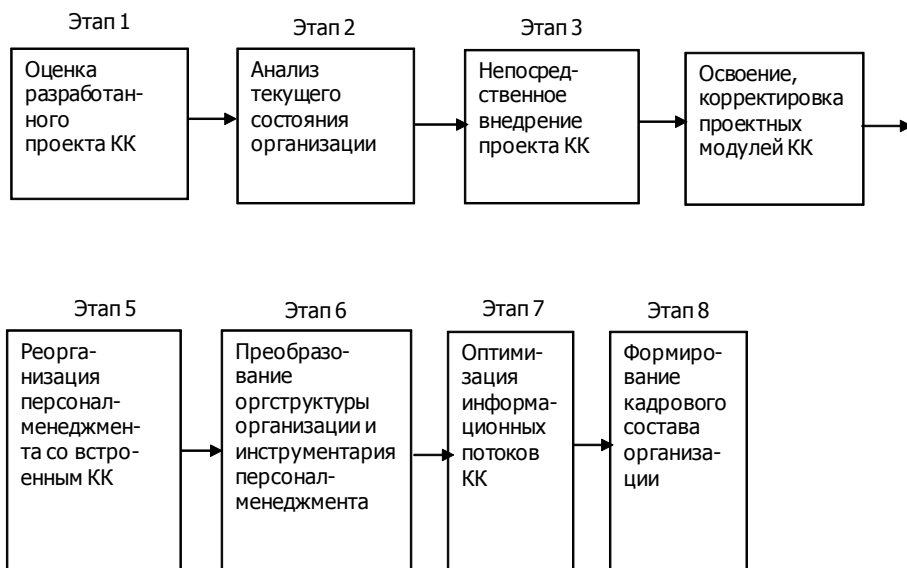 Этап 1
Оценка
разработан-
ного
проекта КК
Этап 2
Анализ
текущего
состояния
организации
Этап 3
Непосред-
ственное
внедрение
проекта КК
Освоение,
корректировка
проектных
модулей КК
Этап 5
Реорга-
низация
персонал-
менеджмен-
та со встро-
енным КК
Этап 6
Преобразо-
вание
оргструктуры
организации и
инструментария
персонал-
менеджмента
Этап 7
Оптими-
зация
информа-
ционных
потоков
КК
Этап 8
Формиро-
вание
кадрового
состава
организа-
ции